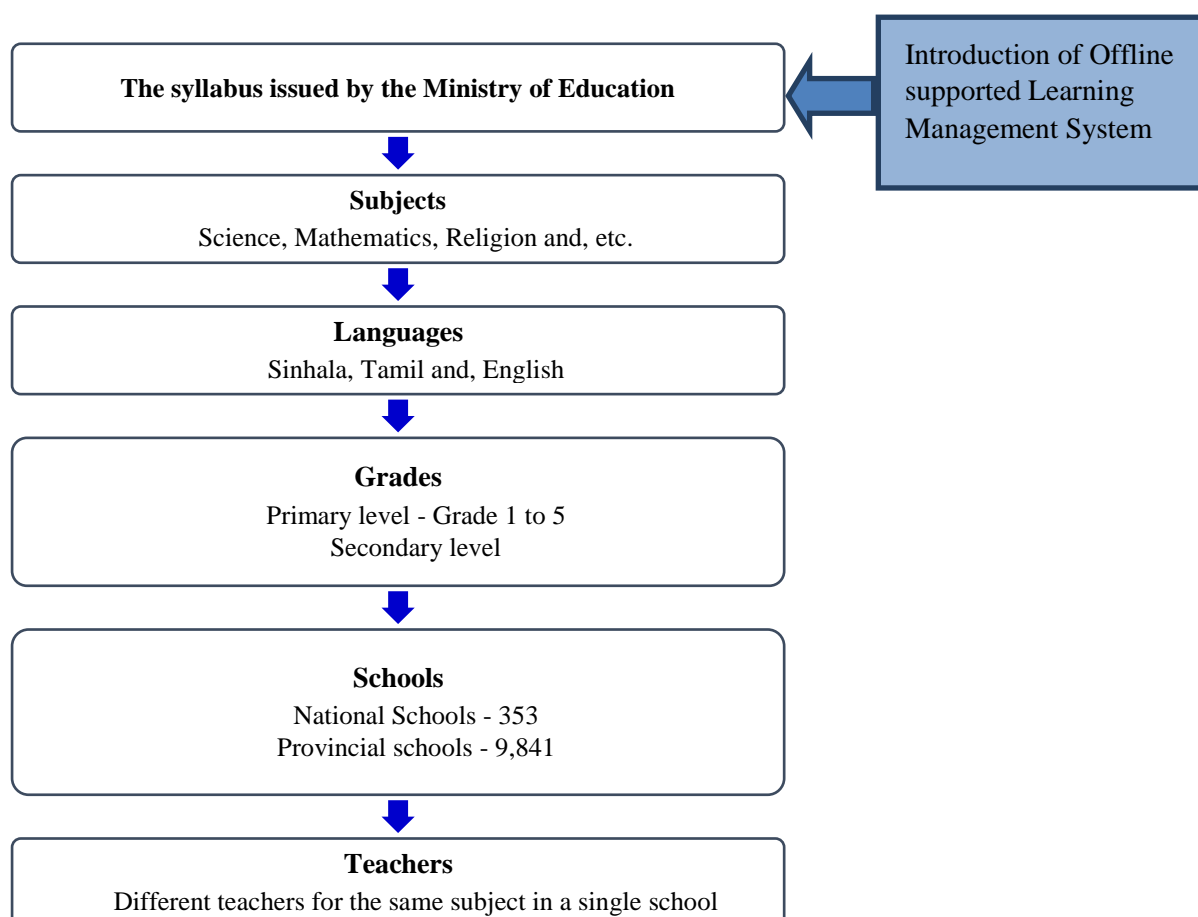 The syllabus issued by the Ministry of Education
Introduction of Offline
supported Learning
Management System
Subjects
Science, Mathematics, Religion and, etc.
Languages
Sinhala, Tamil and, English
Grades
Primary level - Grade 1 to 5
Secondary level
Schools
National Schools - 353
Provincial schools - 9,841
Teachers
Different teachers for the same subject in a single school